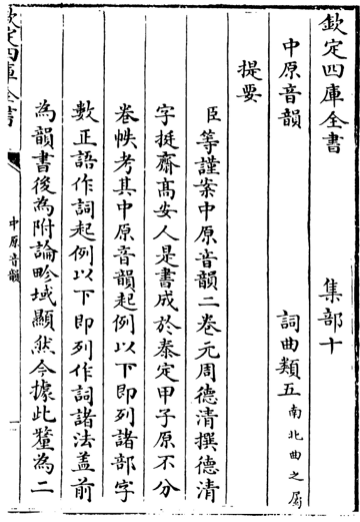 欽定四庫全書　集部十
中原音韻　詞曲類五 南北曲之屬
提要
臣等謹案中原音韻二卷元周德清撰德清
字挺齋髙安人是書成於泰定甲子原不分
卷帙考其中原音韻起例以下即列諸部字
數正語作詞起例以下即列作詞諸法盖前
為韻書後為附論畛域顯然今據此釐為二
欽定四庫全書
中原音韻
一